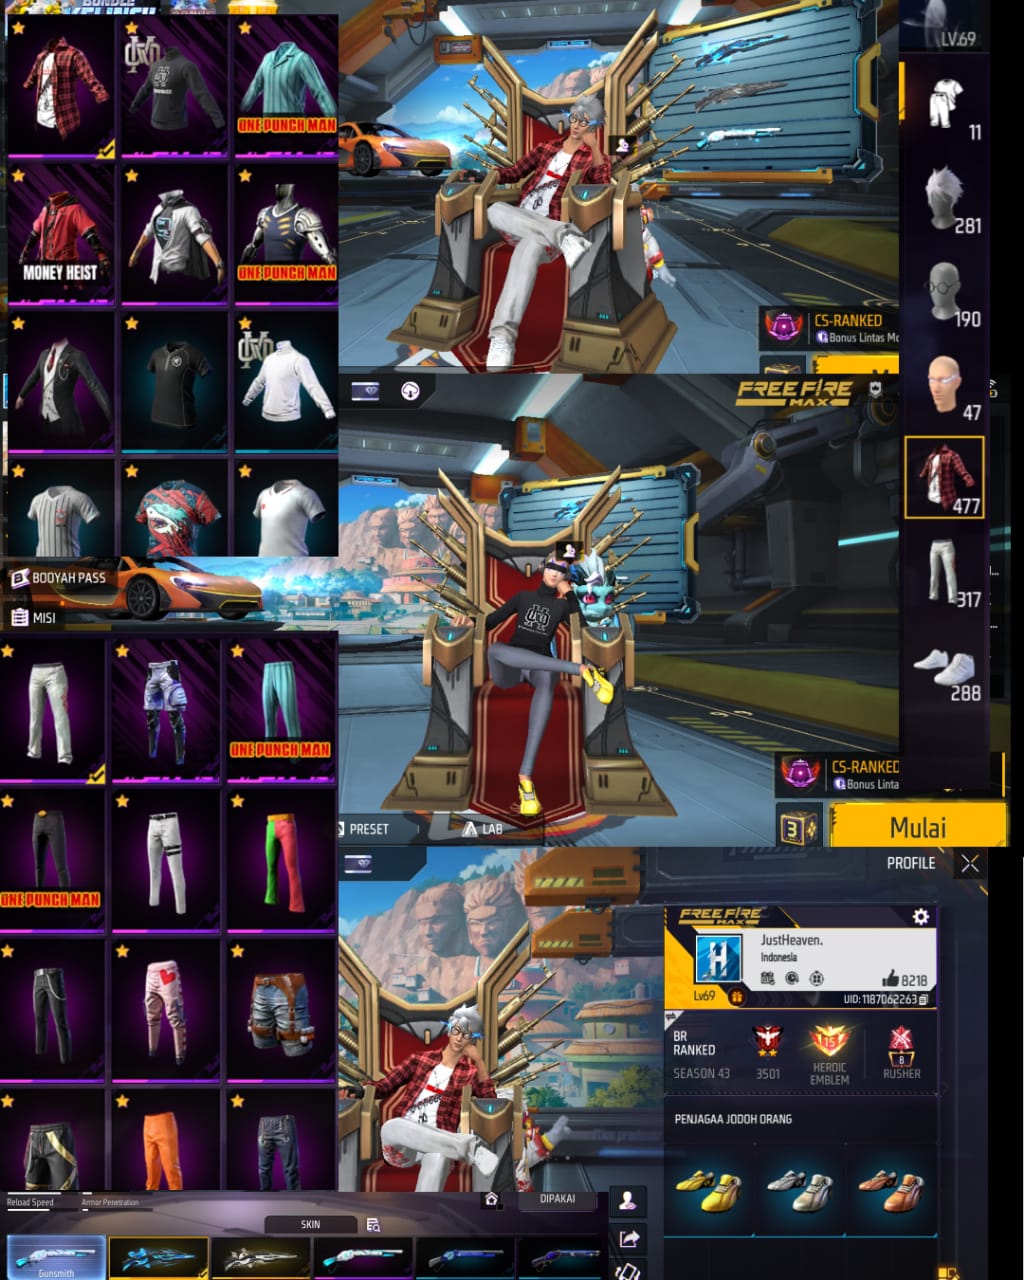 BUNDLE
LV.69
ONE PUNCH MAN
MONEY HEIST
ONE PUNCH MAN
11
281
190
47
477
317
288
CS-RANKED
Bonus Lintas Mo
FREE FIRE
MAX
BOOYAH PASS
MISI
ONE PUNCH MAN
ONE PUNCH MAN
CS-RANKED
Bonus Linta
3
Mulai
PRESET
LAB
PROFILE
FREE FIRE
MAX
JustHeaven.
Indonesia
8218
Lv69
UID:1187062263
BR
RANKED
SEASON 43
3501
15
HEROIC
EMBLEM
8
RUSHER
PENJAGAA JODOH ORANG
Reload Speed
Armor Penetration
DIPAKAI
SKIN
Gunsmith